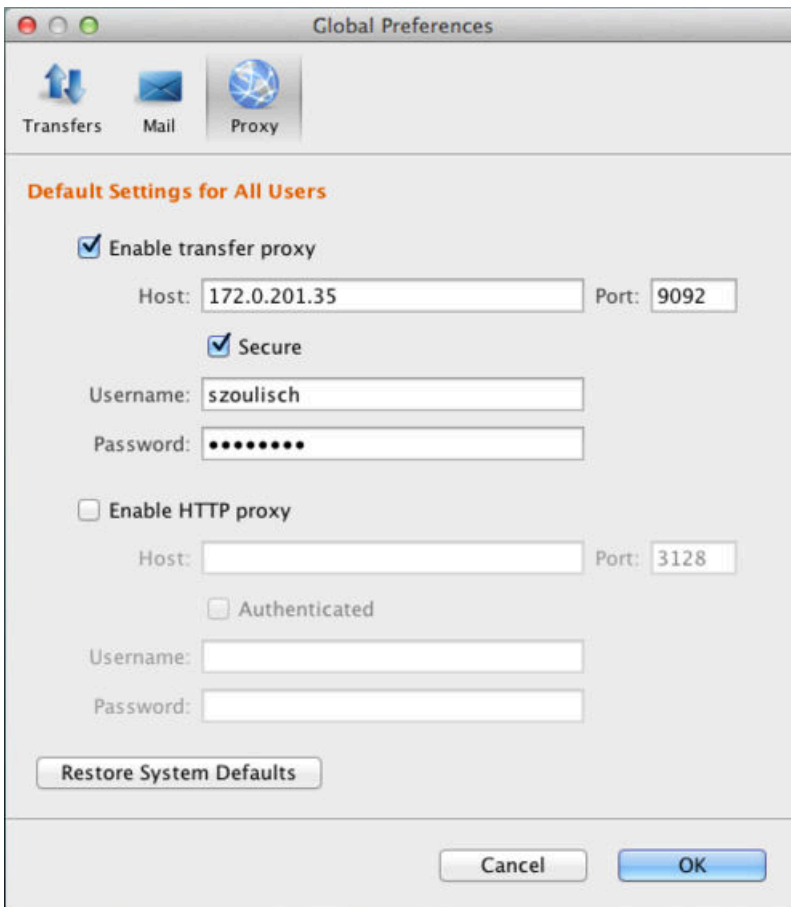 Global Preferences
Transfers Mail Proxy
Default Settings for All Users
Enable transfer proxy
Host: 172.0.201.35 Port: 9092
Secure
Username: szoulisch
Password: ••••••••
Enable HTTP proxy
Host: Port: 3128
Authenticated
Username:
Password:
Restore System Defaults
Cancel OK